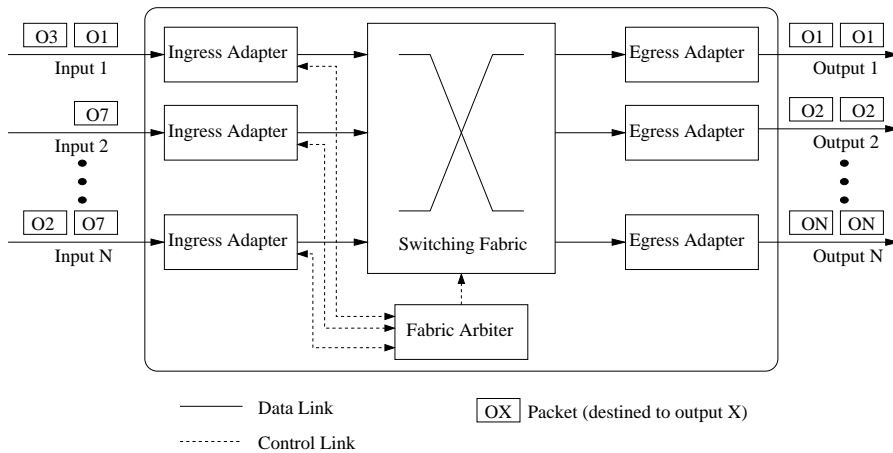 O3 O1
Input 1
Ingress Adapter
Egress Adapter
O1 O1
Output 1
O7
Input 2
Ingress Adapter
Egress Adapter
O2 O2
Output 2
O2 O7
Input N
Ingress Adapter
Switching Fabric
Egress Adapter
ON ON
Output N
Fabric Arbiter
Data Link
OX Packet (destined to output X)
Control Link